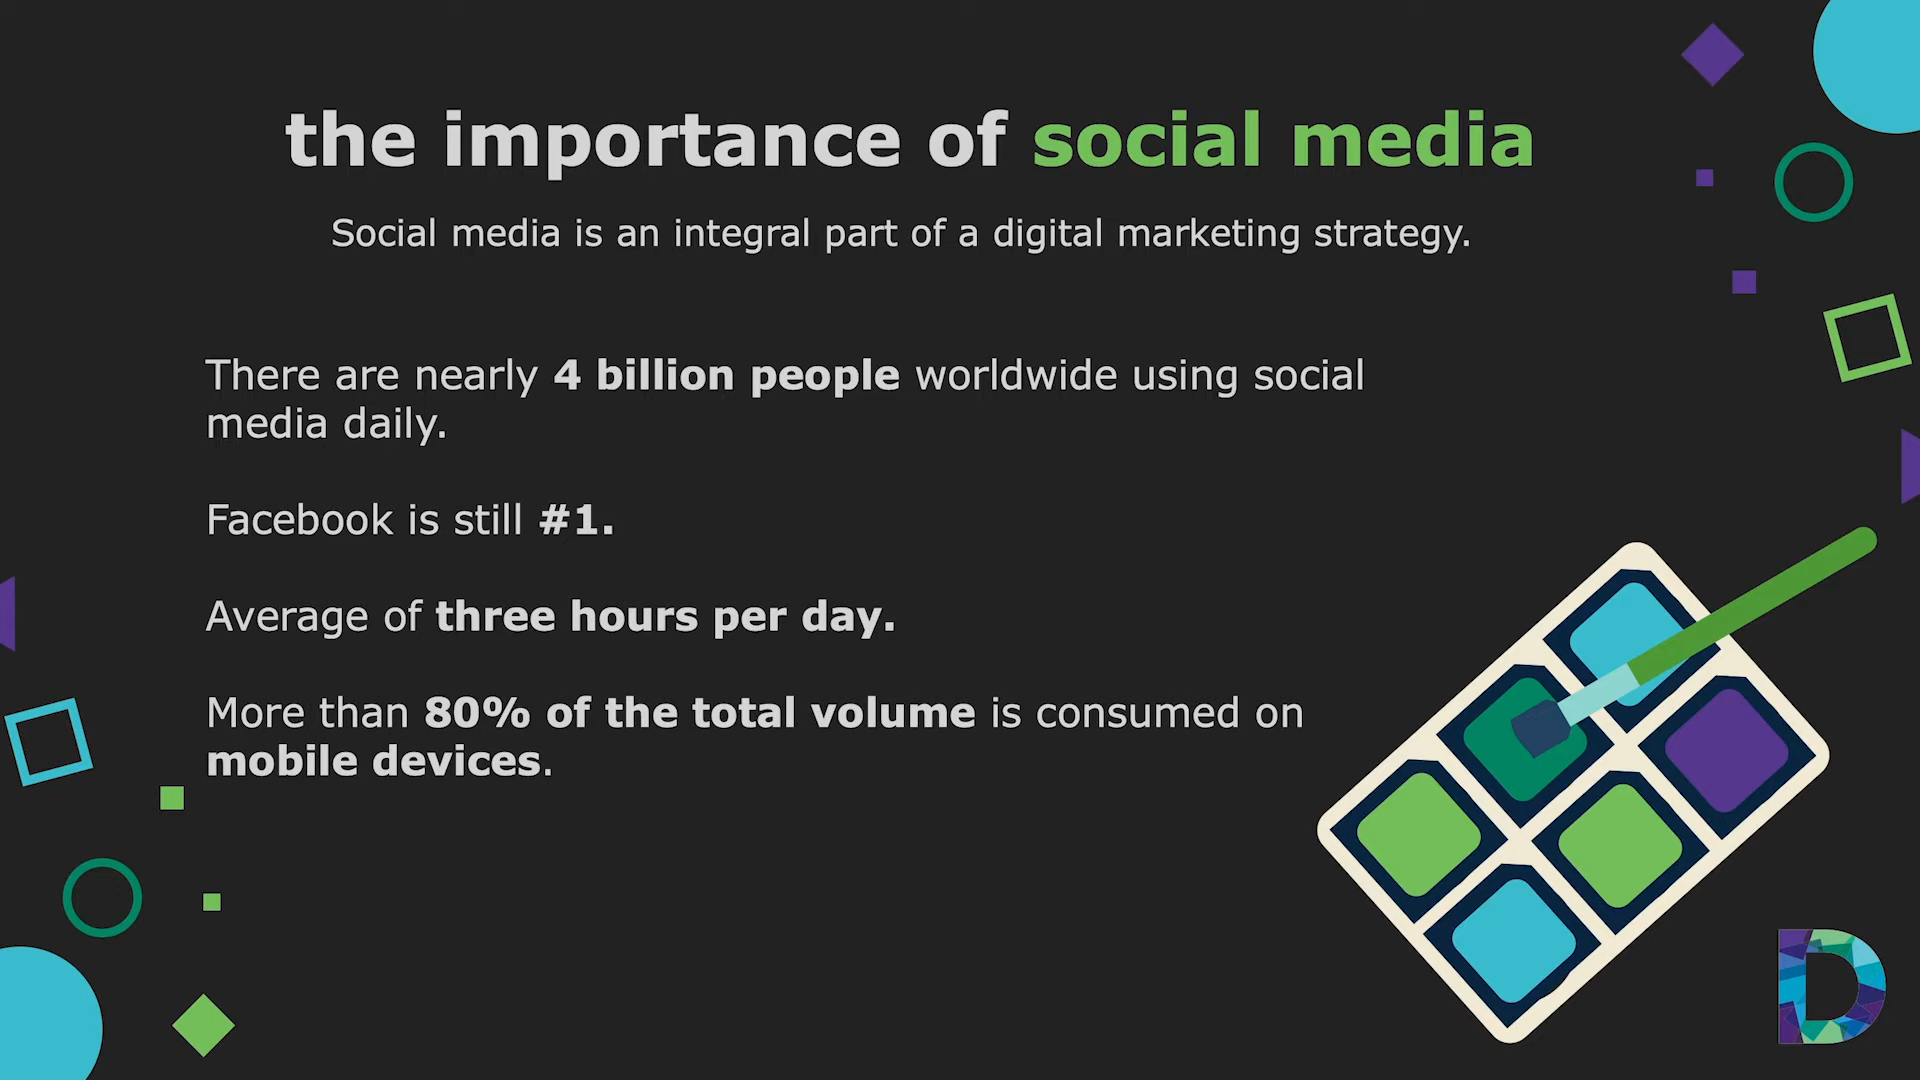 the importance of social media
Social media is an integral part of a digital marketing strategy.
There are nearly 4 billion people worldwide using social
media daily.
Facebook is still #1.
Average of three hours per day.
More than 80% of the total volume is consumed on
mobile devices.
D